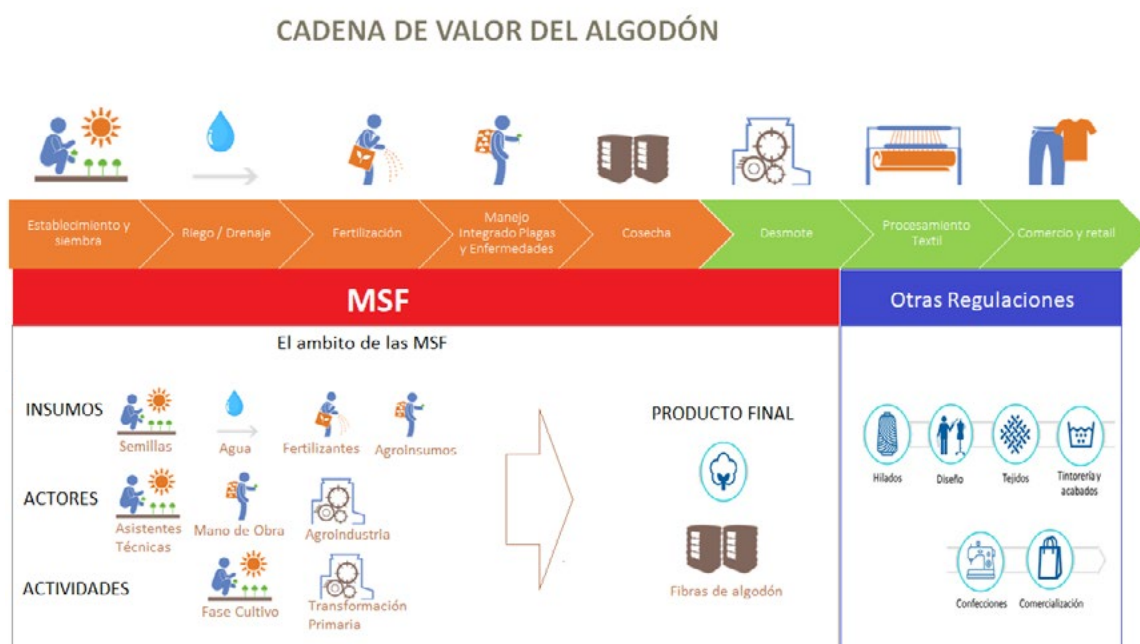 CADENA DE VALOR DEL ALGODÓN
Establecimiento y
siembra
Riego / Drenaje
Fertilización
Manejo
Integrado Plagas
y Enfermedades
Cosecha
Desmote
Procesamiento
Textil
Comercio y retail
MSF
Otras Regulaciones
El ambito de las MSF
INSUMOS
Semillas
Agua
Fertilizantes
Agroinsumos
ACTORES
Asistentes
Técnicas
Mano de Obra
Agroindustria
ACTIVIDADES
Fase Cultivo
Transformación
Primaria
PRODUCTO FINAL
Fibras de algodón
Hilados
Diseño
Tejidos
Tintorería y
acabados
Confecciones
Comercialización